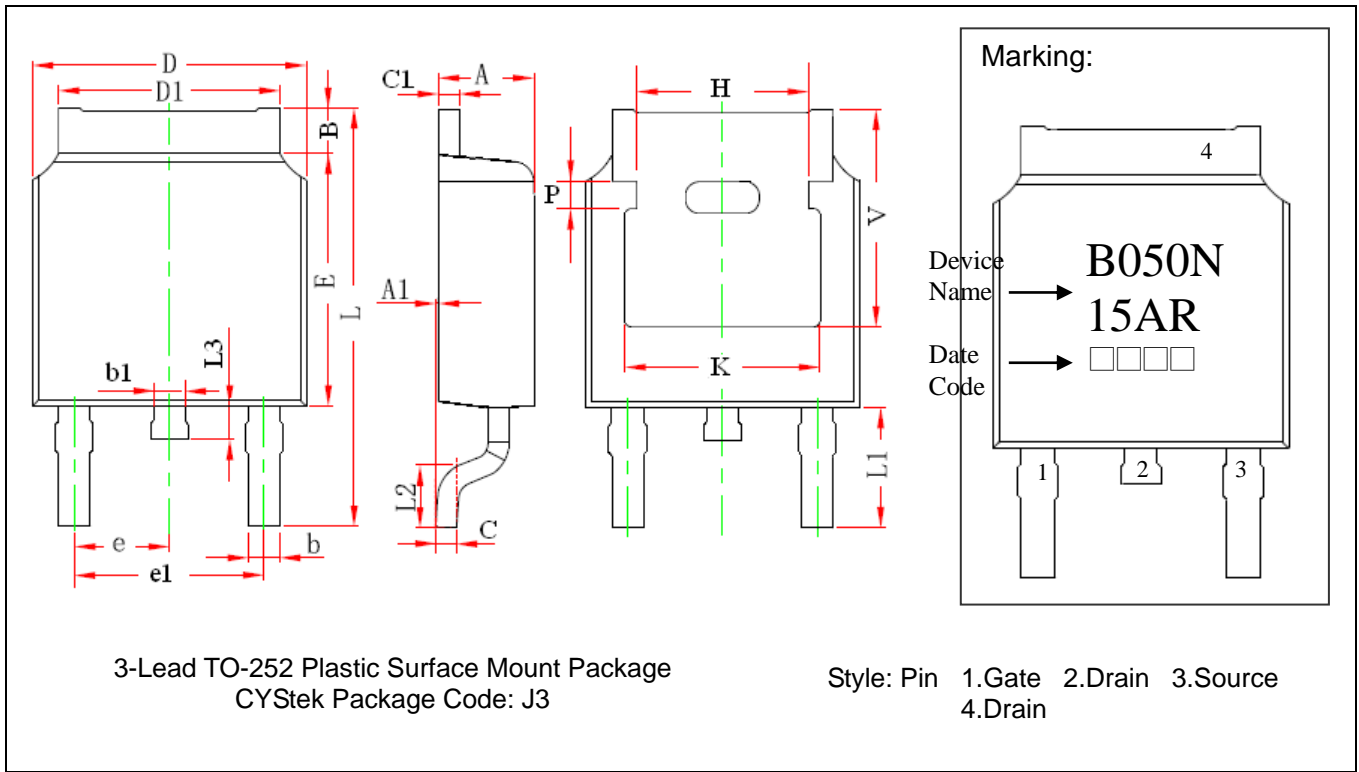 D
D1
B
E
L
L3
b1
e
e1
b
C1
A
A1
L2
C
H
P
V
K
L1
Marking:
4
Device
Name
B050N
15AR
Date
Code
□□□□
1
2
3
3-Lead TO-252 Plastic Surface Mount Package
CYStek Package Code: J3
Style: Pin 1.Gate 2.Drain 3.Source
4.Drain